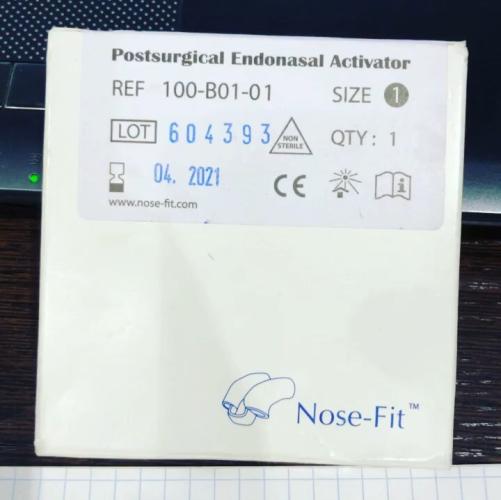 Postsurgical Endonasal Activator
REF 100-B01-01 SIZE 1
LOT 604393 NON STERILE QTY : 1
04. 2021 CE
www.nose-fit.com
Nose-Fit™